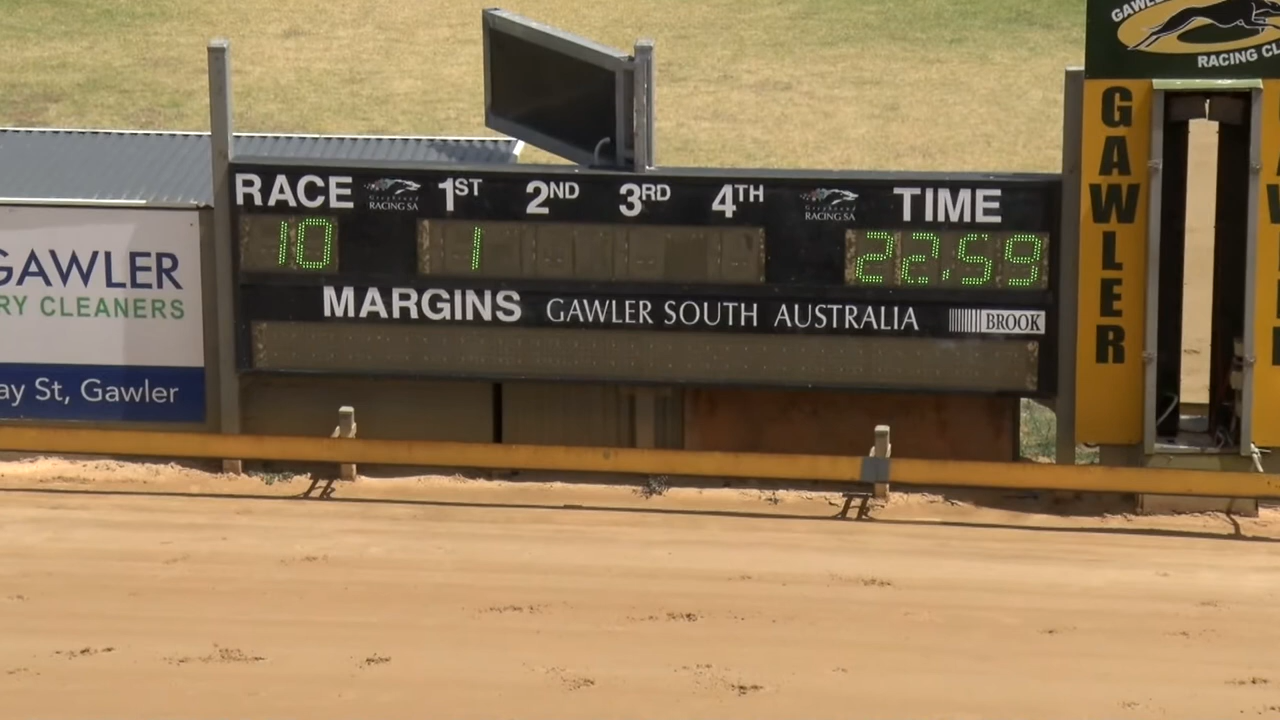 GAWLER
RACING CL
GAWLER
RACE
Greyhound
RACING SA
1ST
2ND
3RD
4TH
Greyhound
RACING SA
TIME
10
1
22.59
MARGINS
GAWLER SOUTH AUSTRALIA
BROOK
GAWLER
RY CLEANERS
ay St, Gawler